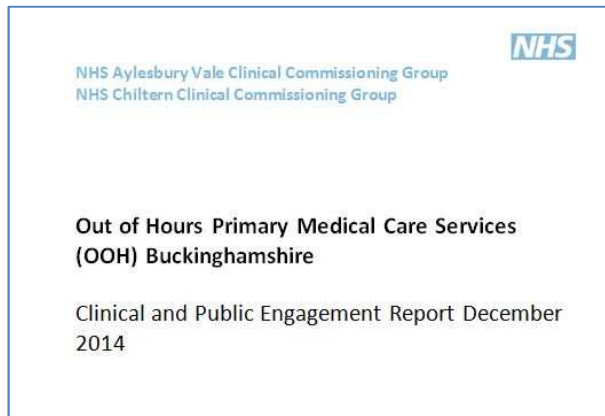 NHS
NHS Aylesbury Vale Clinical Commissioning Group
NHS Chiltern Clinical Commissioning Group
Out of Hours Primary Medical Care Services
(OOH) Buckinghamshire
Clinical and Public Engagement Report December
2014